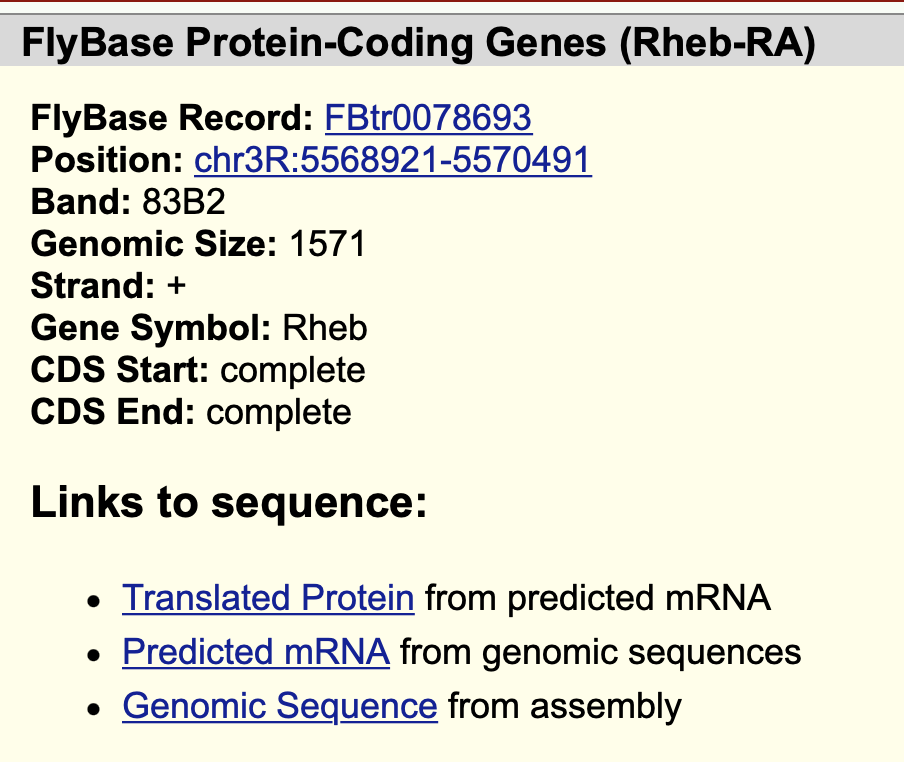 FlyBase Protein-Coding Genes (Rheb-RA)
FlyBase Record: FBtr0078693
Position: chr3R:5568921-5570491
Band: 83B2
Genomic Size: 1571
Strand: +
Gene Symbol: Rheb
CDS Start: complete
CDS End: complete
Links to sequence:
• Translated Protein from predicted mRNA
• Predicted mRNA from genomic sequences
• Genomic Sequence from assembly